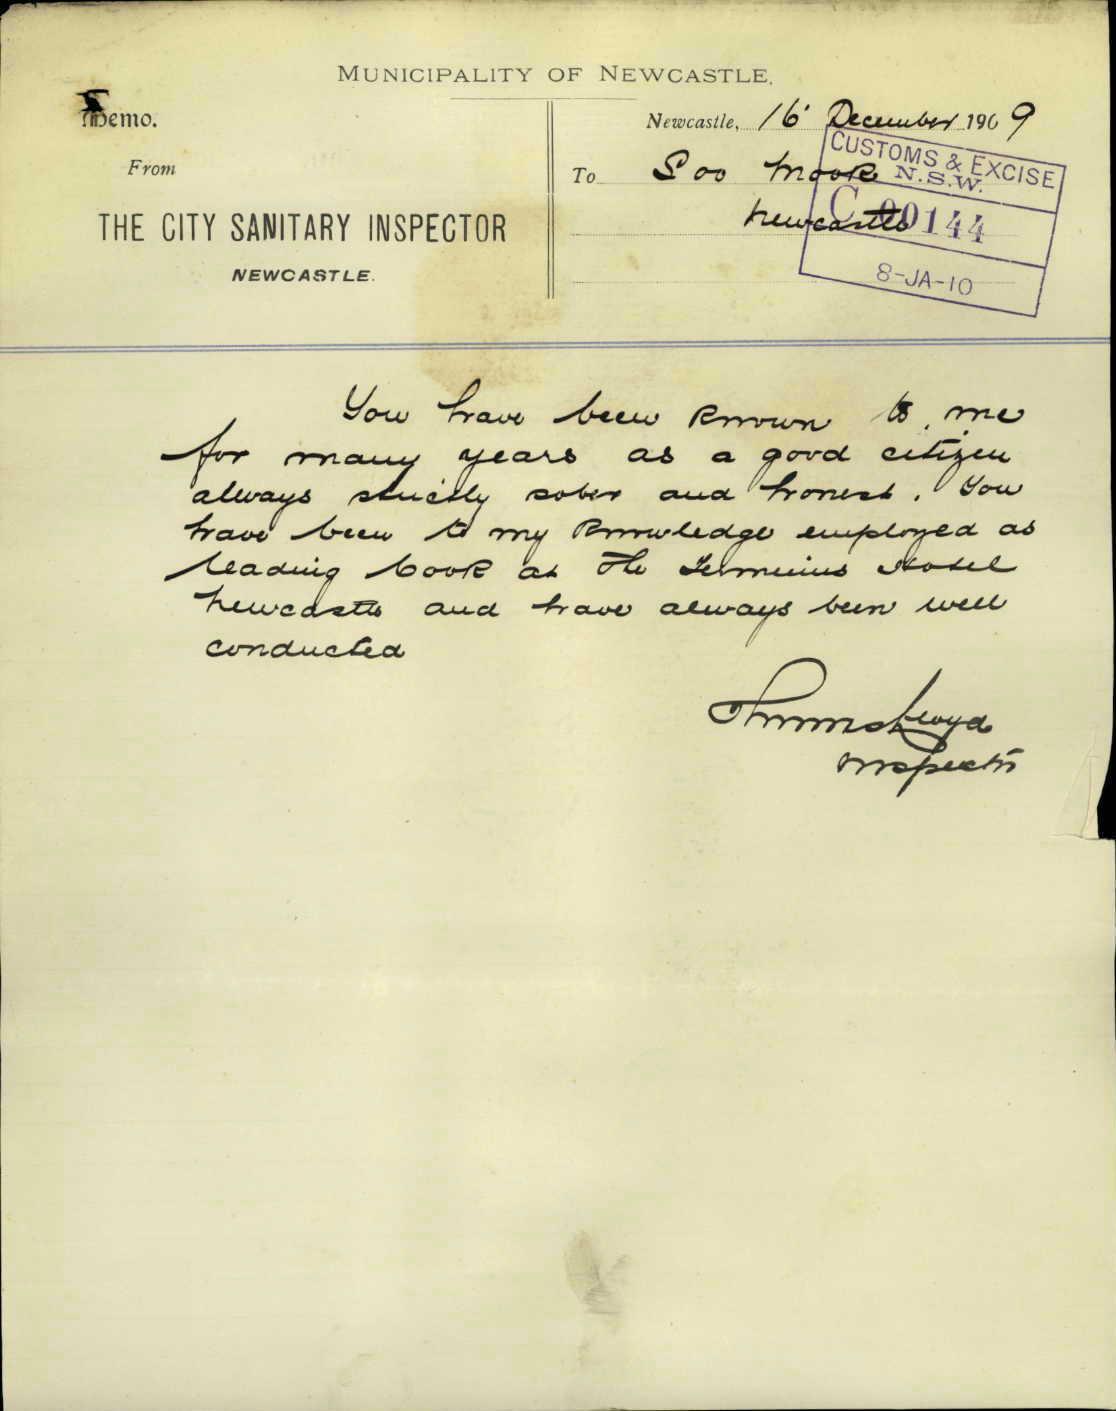 MUNICIPALITY OF NEWCASTLE.
Memo.
From
THE CITY SANITARY INSPECTOR
NEWCASTLE.
Newcastle, 16 December 1909
To Soo Mook
Newcastle
CUSTOMS & EXCISE
N.S.W.
C 00144
8-JA-10
You have been known to me
for many years as a good citizen
always strictly sober and honest. You
have been to my knowledge employed as
leading Cook at The Terminus Hotel
Newcastle and have always been well
conducted
Lloyd
Inspector